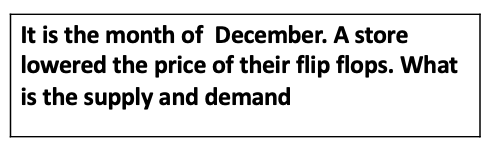 It is the month of  December. A store
lowered the price of their flip flops. What
is the supply and demand